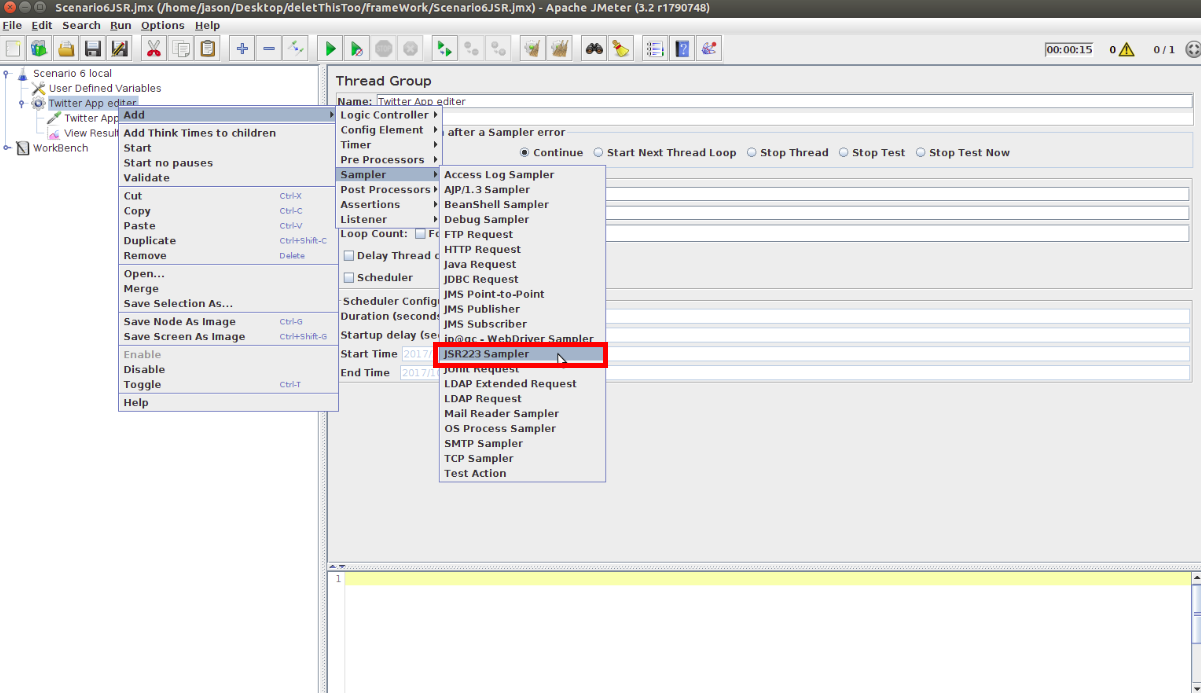 Scenario6JSR.jmx (/home/jason/Desktop/deletThisToo/frameWork/Scenario6JSR.jmx) - Apache JMeter (3.2 r1790748)
File Edit Search Run Options Help
00:00:15 0 0 / 1
Scenario 6 local
User Defined Variables
Twitter App editer
Twitter App
View Result
WorkBench
Add
Add Think Times to children
Start
Start no pauses
Validate
Cut Ctrl-X
Copy Ctrl-C
Paste Ctrl-V
Duplicate Ctrl+Shift-C
Remove Delete
Open...
Merge
Save Selection As...
Save Node As Image Ctrl-G
Save Screen As Image Ctrl+Shift-G
Enable
Disable
Toggle Ctrl-T
Help
Logic Controller
Config Element
Timer
Pre Processors
Sampler
Post Processors
Assertions
Listener
Access Log Sampler
AJP/1.3 Sampler
BeanShell Sampler
Debug Sampler
FTP Request
HTTP Request
Java Request
JDBC Request
JMS Point-to-Point
JMS Publisher
JMS Subscriber
jp@gc - WebDriver Sampler
JSR223 Sampler
JUnit Request
LDAP Extended Request
LDAP Request
Mail Reader Sampler
OS Process Sampler
SMTP Sampler
TCP Sampler
Test Action
Thread Group
Name: Twitter App editer
after a Sampler error
Continue Start Next Thread Loop Stop Thread Stop Test Stop Test Now
Loop Count: Fo
Delay Thread c
Scheduler
Scheduler Configu
Duration (seconds
Startup delay (se
Start Time 2017/
End Time 2017/1
1